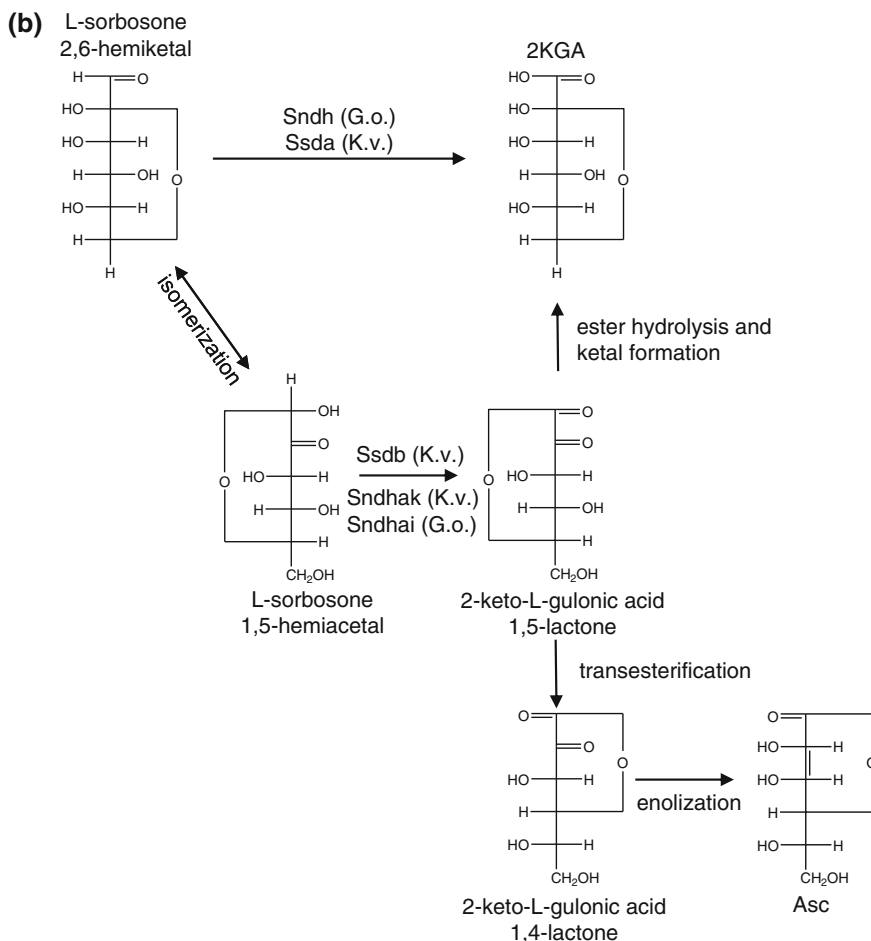 (b)
L-sorbosone
2,6-hemiketal
H O
HO
HO H
H OH
O
HO H
H
H
Sndh (G.o.)
Ssda (K.v.)
2KGA
HO O
HO
HO H
H OH
O
HO H
H
H
isomerization
ester hydrolysis and
ketal formation
H
OH
O
HO H
O
H OH
H
CH2OH
L-sorbosone
1,5-hemiacetal
Ssdb (K.v.)
Sndhak (K.v.)
Sndhai (G.o.)
O
O
HO H
O
H OH
H
CH2OH
2-keto-L-gulonic acid
1,5-lactone
transesterification
O
O
O
HO H
H
HO H
CH2OH
2-keto-L-gulonic acid
1,4-lactone
enolization
O
HO H
HO H
H
HO H
CH2OH
Asc